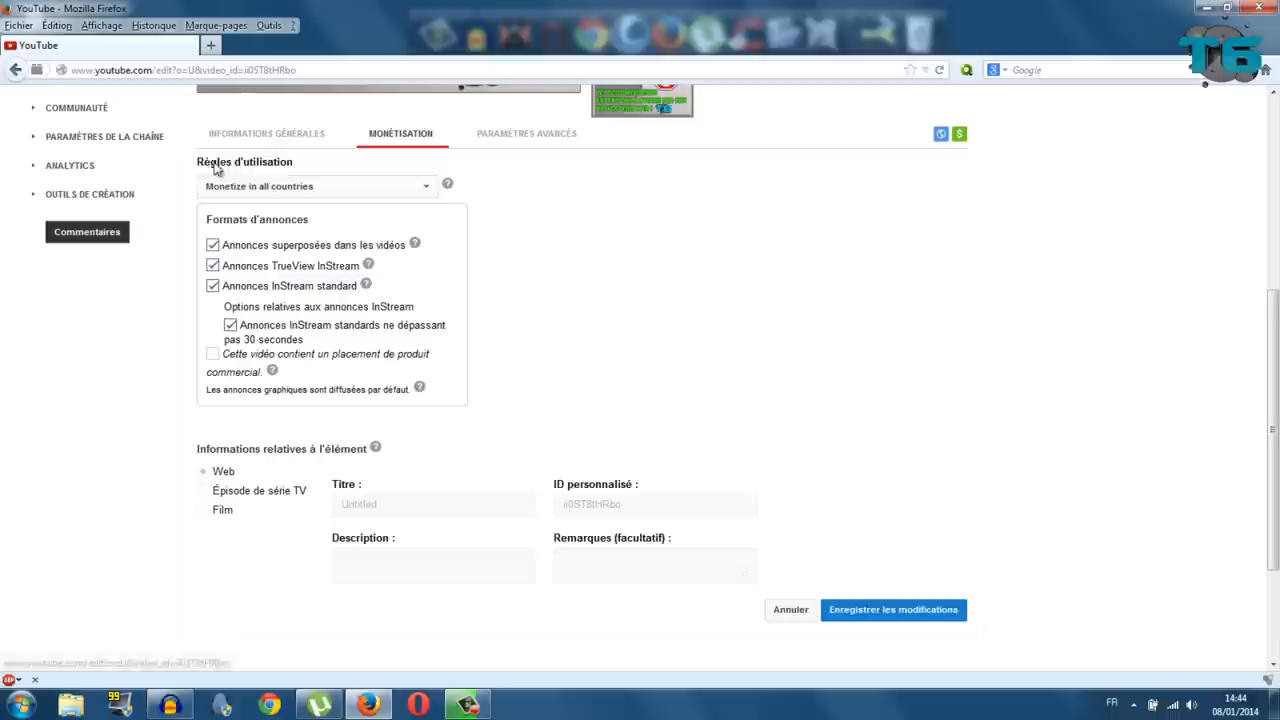 YouTube - Mozilla Firefox
Fichier Édition Affichage Historique Marque-pages Outils ?
YouTube
www.youtube.com/edit?o=U&video_id=ii0ST8tHRbo
Google
T6
COMMUNAUTÉ
PARAMÈTRES DE LA CHAÎNE
ANALYTICS
OUTILS DE CRÉATION
Commentaires
INFORMATIONS GÉNÉRALES MONÉTISATION PARAMÈTRES AVANCÉS
Règles d'utilisation
Monetize in all countries
Formats d'annonces
Annonces superposées dans les vidéos
Annonces TrueView InStream
Annonces InStream standard
Options relatives aux annonces InStream
Annonces InStream standards ne dépassant
pas 30 secondes
Cette vidéo contient un placement de produit
commercial.
Les annonces graphiques sont diffusées par défaut.
Informations relatives à l'élément
Web
Épisode de série TV
Film
Titre :
Untitled
ID personnalisé :
ii0ST8tHRbo
Description :
Remarques (facultatif) :
Annuler
Enregistrer les modifications
99
FR
14:44
08/01/2014